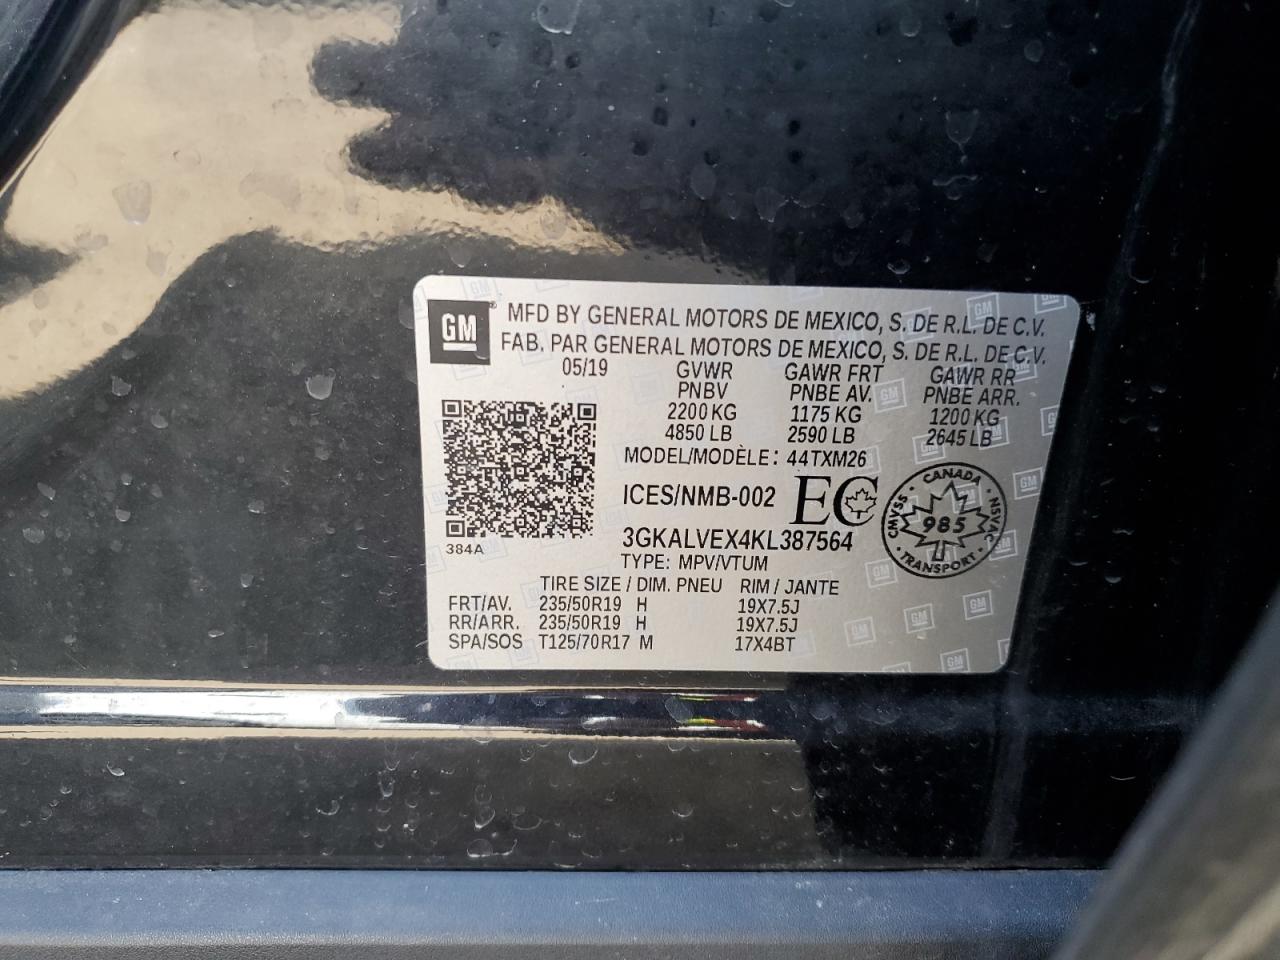 GM® MFD BY GENERAL MOTORS DE MEXICO, S. DE R.L. DE C.V.
FAB. PAR GENERAL MOTORS DE MEXICO, S. DE R.L. DE C.V.
05/19 GVWR GAWR FRT GAWR RR
PNBV PNBE AV. PNBE ARR.
2200 KG 1175 KG 1200 KG
4850 LB 2590 LB 2645 LB
MODEL/MODÈLE: 44TXM26
ICES/NMB-002 EC
CANADA
CMVSS 985 NSVAC
TRANSPORT
3GKALVEX4KL387564
384A
TYPE: MPV/VTUM
TIRE SIZE / DIM. PNEU RIM / JANTE
FRT/AV. 235/50R19 H 19X7.5J
RR/ARR. 235/50R19 H 19X7.5J
SPA/SOS T125/70R17 M 17X4BT